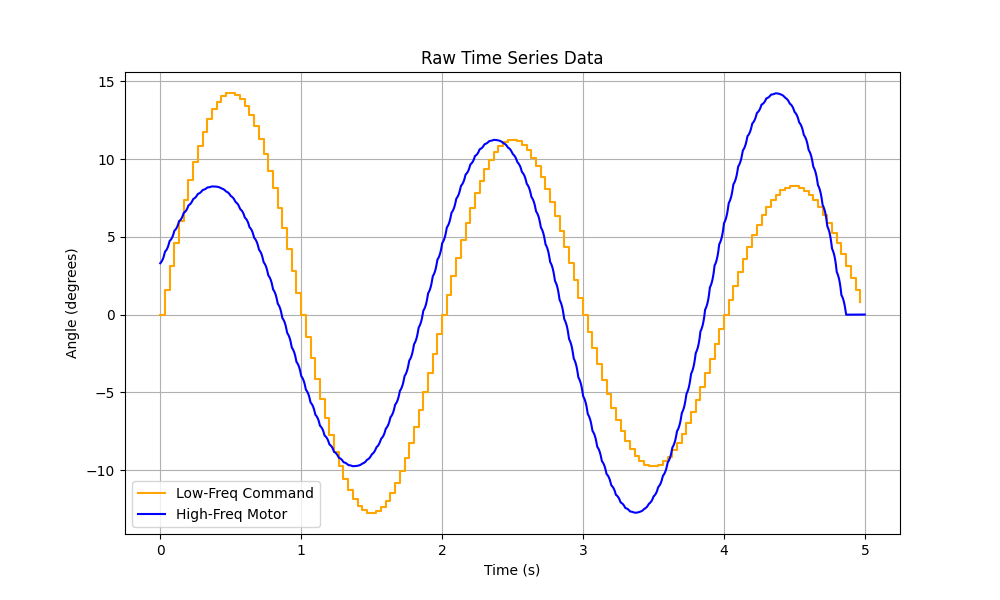 Raw Time Series Data
Angle (degrees)
15
10
5
0
−5
−10
Low-Freq Command
High-Freq Motor
0 1 2 3 4 5
Time (s)